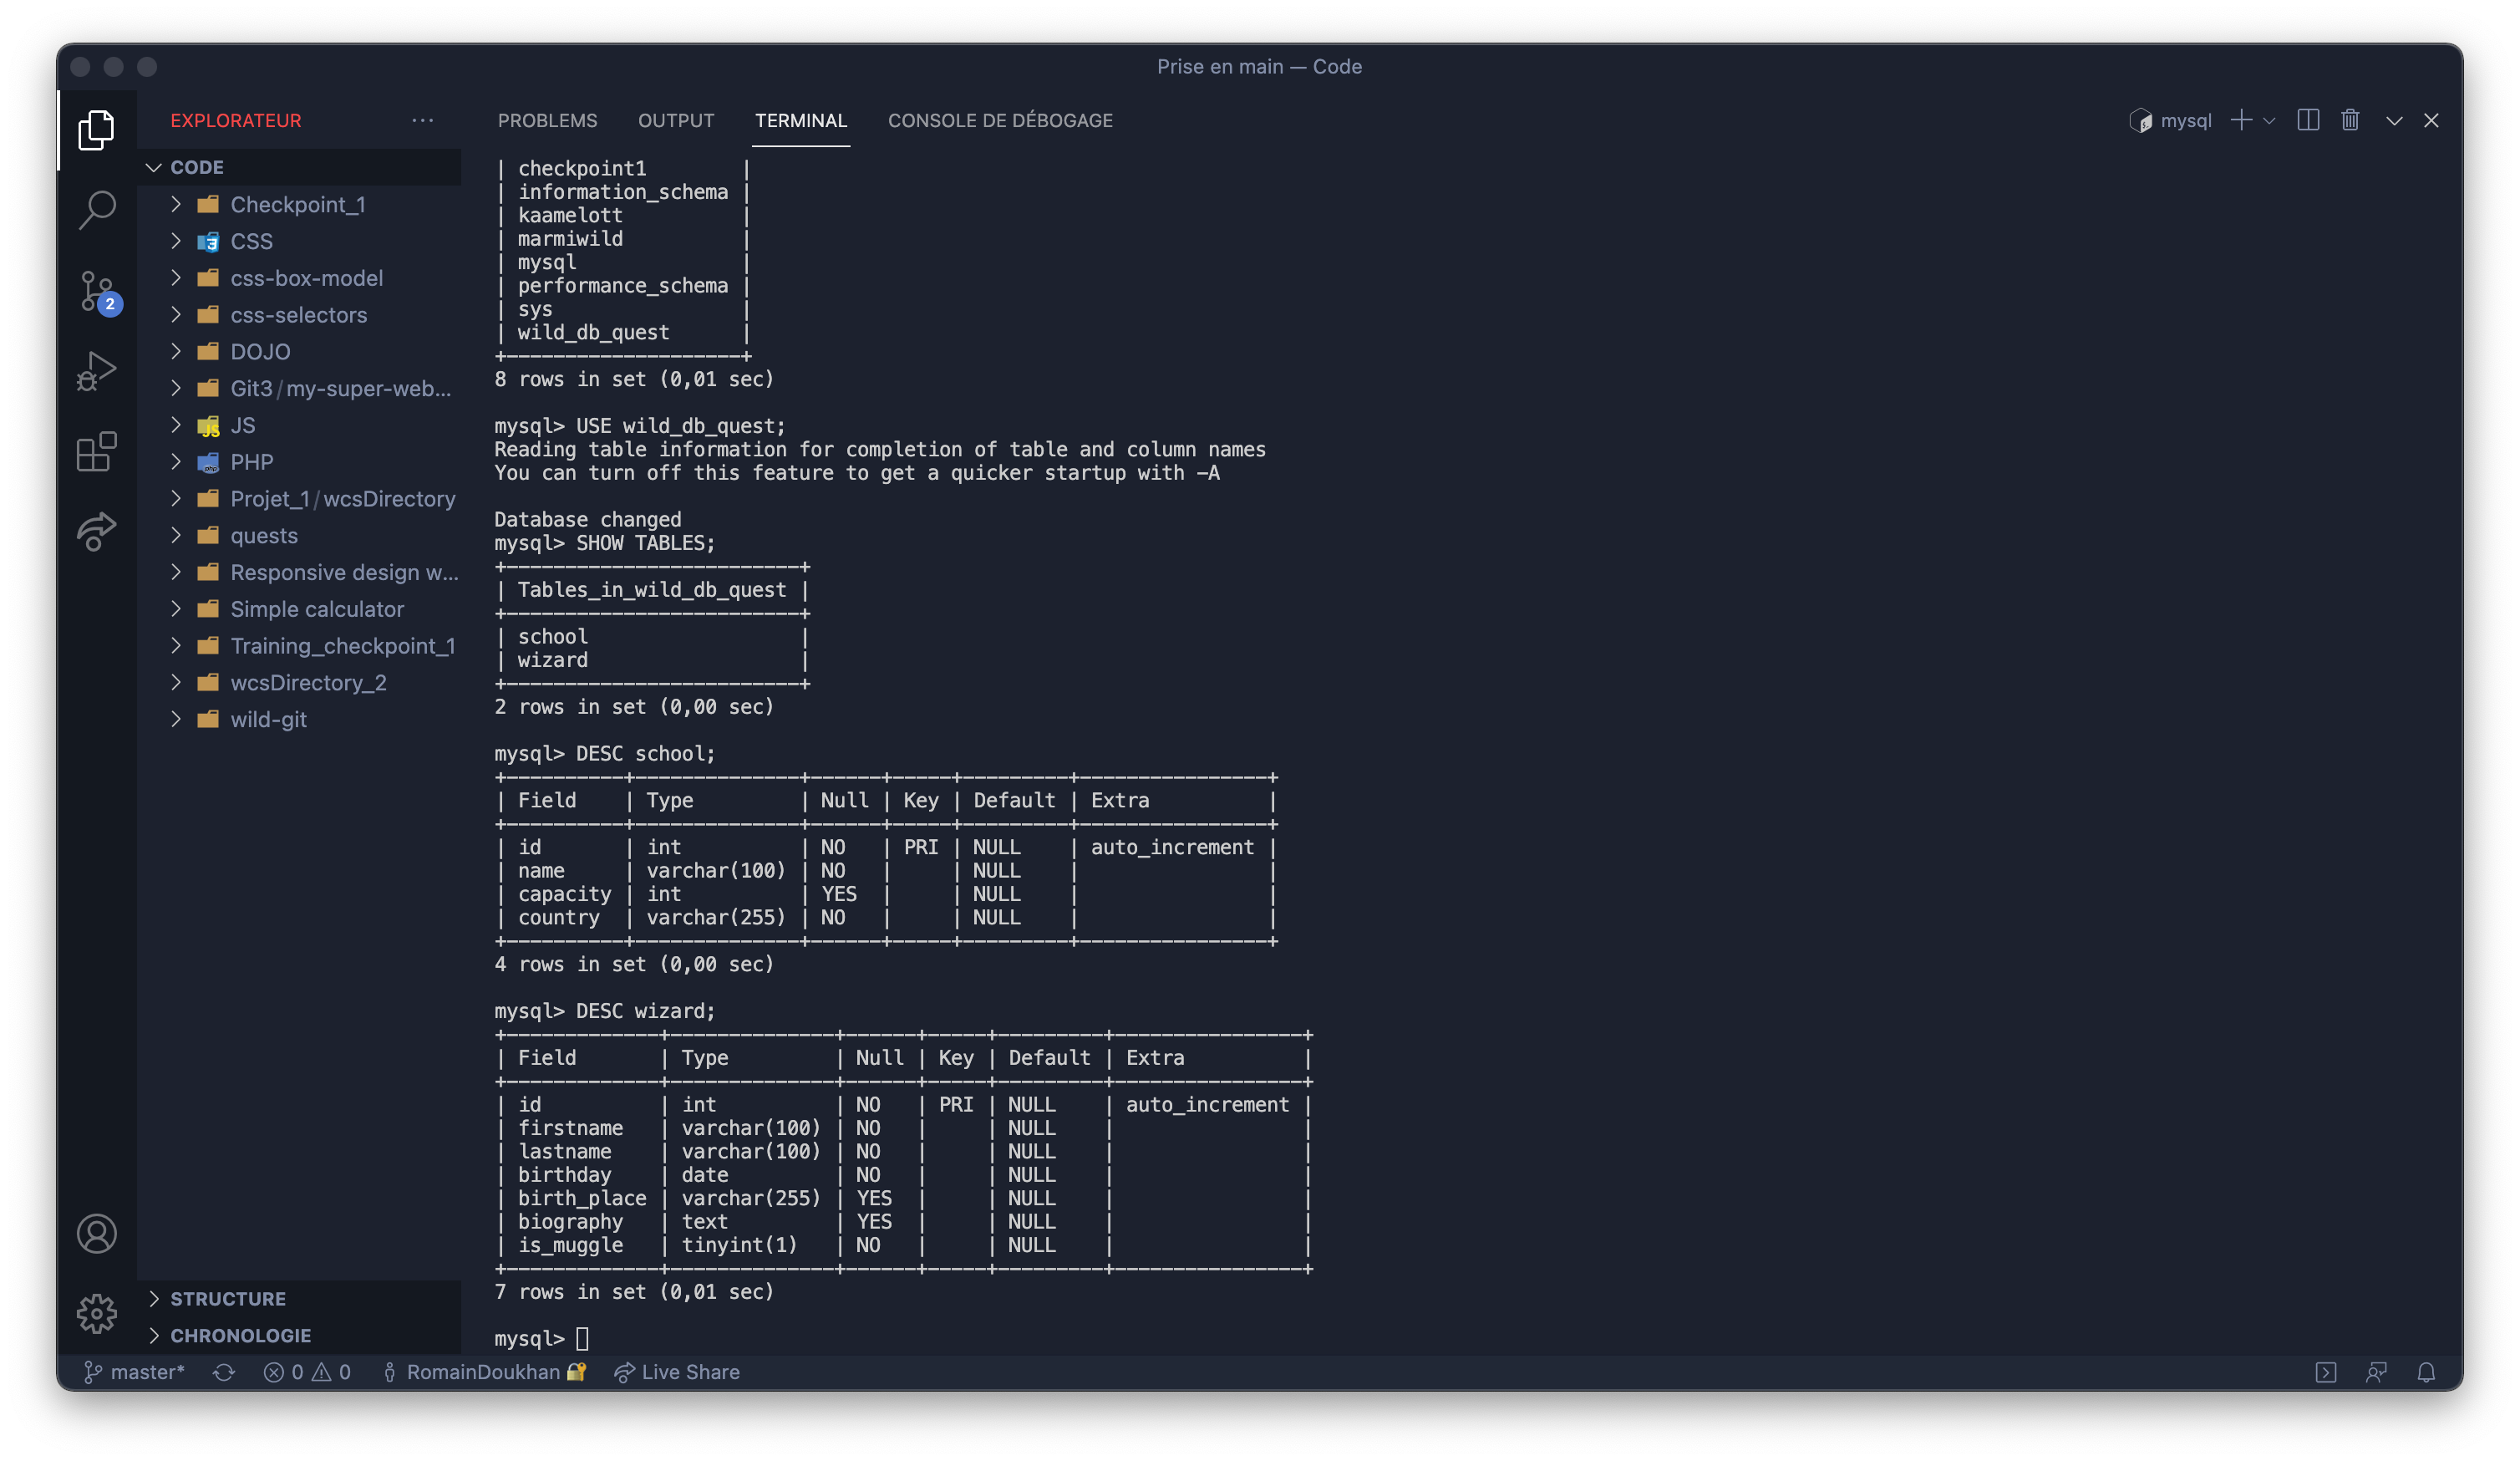 Prise en main — Code
EXPLORATEUR
CODE
Checkpoint_1
CSS
css-box-model
css-selectors
DOJO
Git3/my-super-web...
JS
PHP
Projet_1/wcsDirectory
quests
Responsive design w...
Simple calculator
Training_checkpoint_1
wcsDirectory_2
wild-git
STRUCTURE
CHRONOLOGIE
2
PROBLEMS OUTPUT TERMINAL CONSOLE DE DÉBOGAGE
mysql
| checkpoint1        |
| information_schema |
| kaamelott          |
| marmiwild          |
| mysql              |
| performance_schema |
| sys                |
| wild_db_quest      |
+--------------------+
8 rows in set (0,01 sec)
mysql> USE wild_db_quest;
Reading table information for completion of table and column names
You can turn off this feature to get a quicker startup with -A
Database changed
mysql> SHOW TABLES;
+-------------------------+
| Tables_in_wild_db_quest |
+-------------------------+
| school                  |
| wizard                  |
+-------------------------+
2 rows in set (0,00 sec)
mysql> DESC school;
+----------+--------------+------+-----+---------+----------------+
| Field    | Type         | Null | Key | Default | Extra          |
+----------+--------------+------+-----+---------+----------------+
| id       | int          | NO   | PRI | NULL    | auto_increment |
| name     | varchar(100) | NO   |     | NULL    |                |
| capacity | int          | YES  |     | NULL    |                |
| country  | varchar(255) | NO   |     | NULL    |                |
+----------+--------------+------+-----+---------+----------------+
4 rows in set (0,00 sec)
mysql> DESC wizard;
+-------------+--------------+------+-----+---------+----------------+
| Field       | Type         | Null | Key | Default | Extra          |
+-------------+--------------+------+-----+---------+----------------+
| id          | int          | NO   | PRI | NULL    | auto_increment |
| firstname   | varchar(100) | NO   |     | NULL    |                |
| lastname    | varchar(100) | NO   |     | NULL    |                |
| birthday    | date         | NO   |     | NULL    |                |
| birth_place | varchar(255) | YES  |     | NULL    |                |
| biography   | text         | YES  |     | NULL    |                |
| is_muggle   | tinyint(1)   | NO   |     | NULL    |                |
+-------------+--------------+------+-----+---------+----------------+
7 rows in set (0,01 sec)
mysql>
master* 0 0 RomainDoukhan Live Share